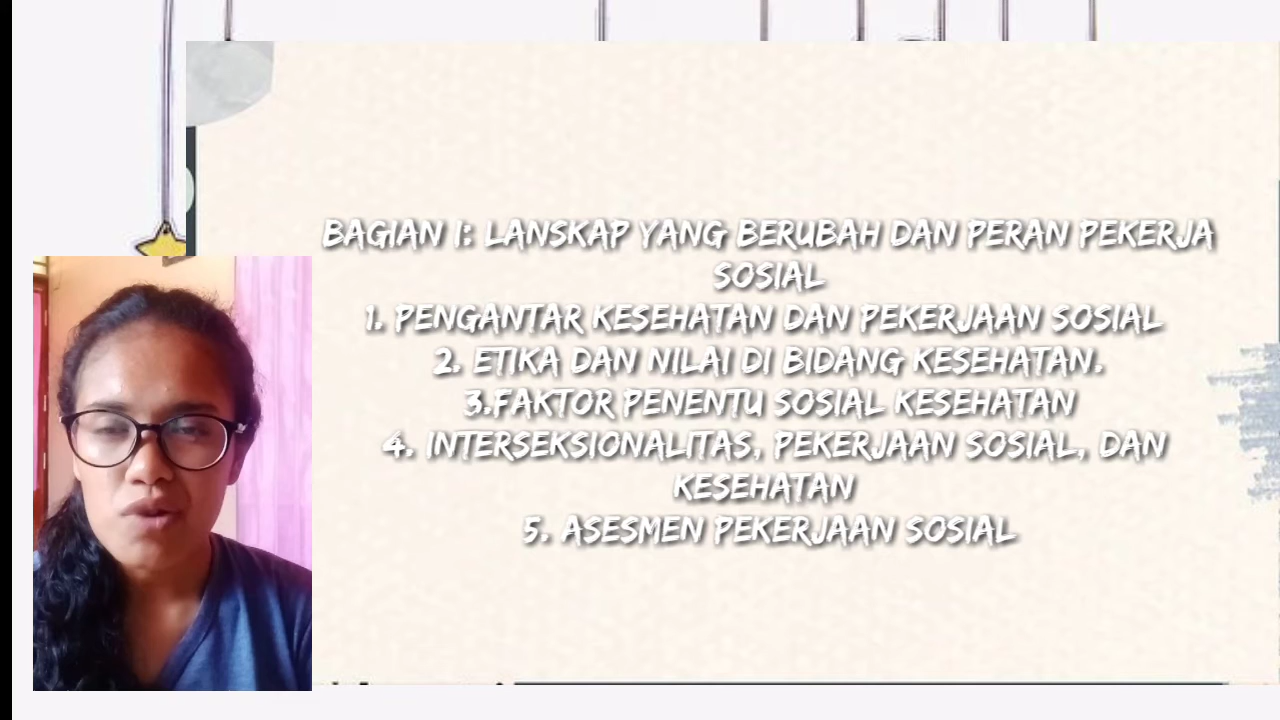 BAGIAN 1: LANSKAP YANG BERUBAH DAN PERAN PEKERJA
SOSIAL
1. PENGANTAR KESEHATAN DAN PEKERJAAN SOSIAL
2. ETIKA DAN NILAI DI BIDANG KESEHATAN.
3.FAKTOR PENENTU SOSIAL KESEHATAN
4. INTERSEKSIONALITAS, PEKERJAAN SOSIAL, DAN
KESEHATAN
5. ASESMEN PEKERJAAN SOSIAL